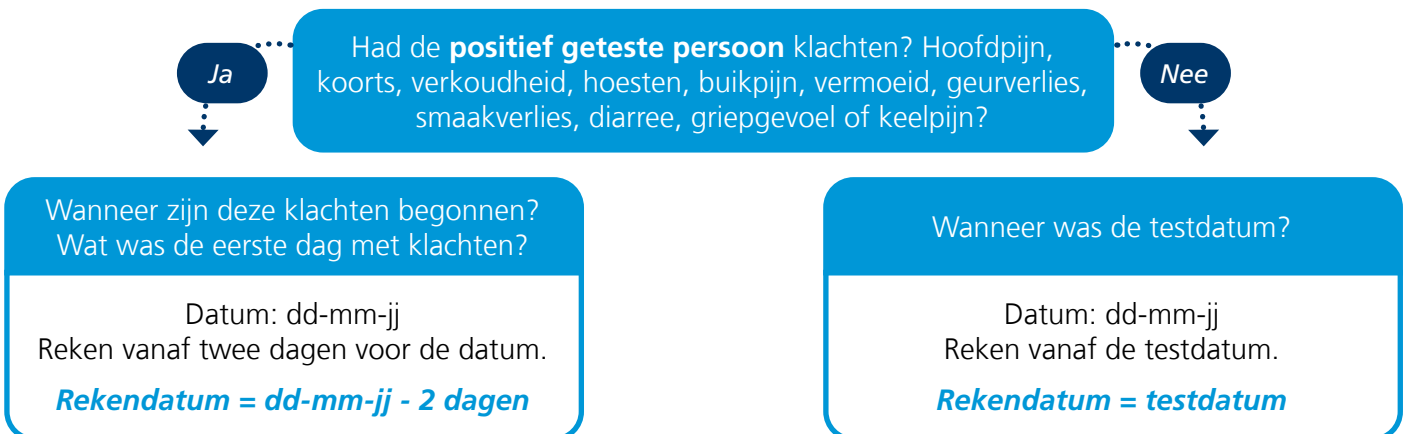 Ja
Had de positief geteste persoon klachten? Hoofdpijn,
koorts, verkoudheid, hoesten, buikpijn, vermoeid, geurverlies,
smaakverlies, diarree, griepgevoel of keelpijn?
Nee
Wanneer zijn deze klachten begonnen?
Wat was de eerste dag met klachten?
Datum: dd-mm-jj
Reken vanaf twee dagen voor de datum.
Rekendatum = dd-mm-jj - 2 dagen
Wanneer was de testdatum?
Datum: dd-mm-jj
Reken vanaf de testdatum.
Rekendatum = testdatum